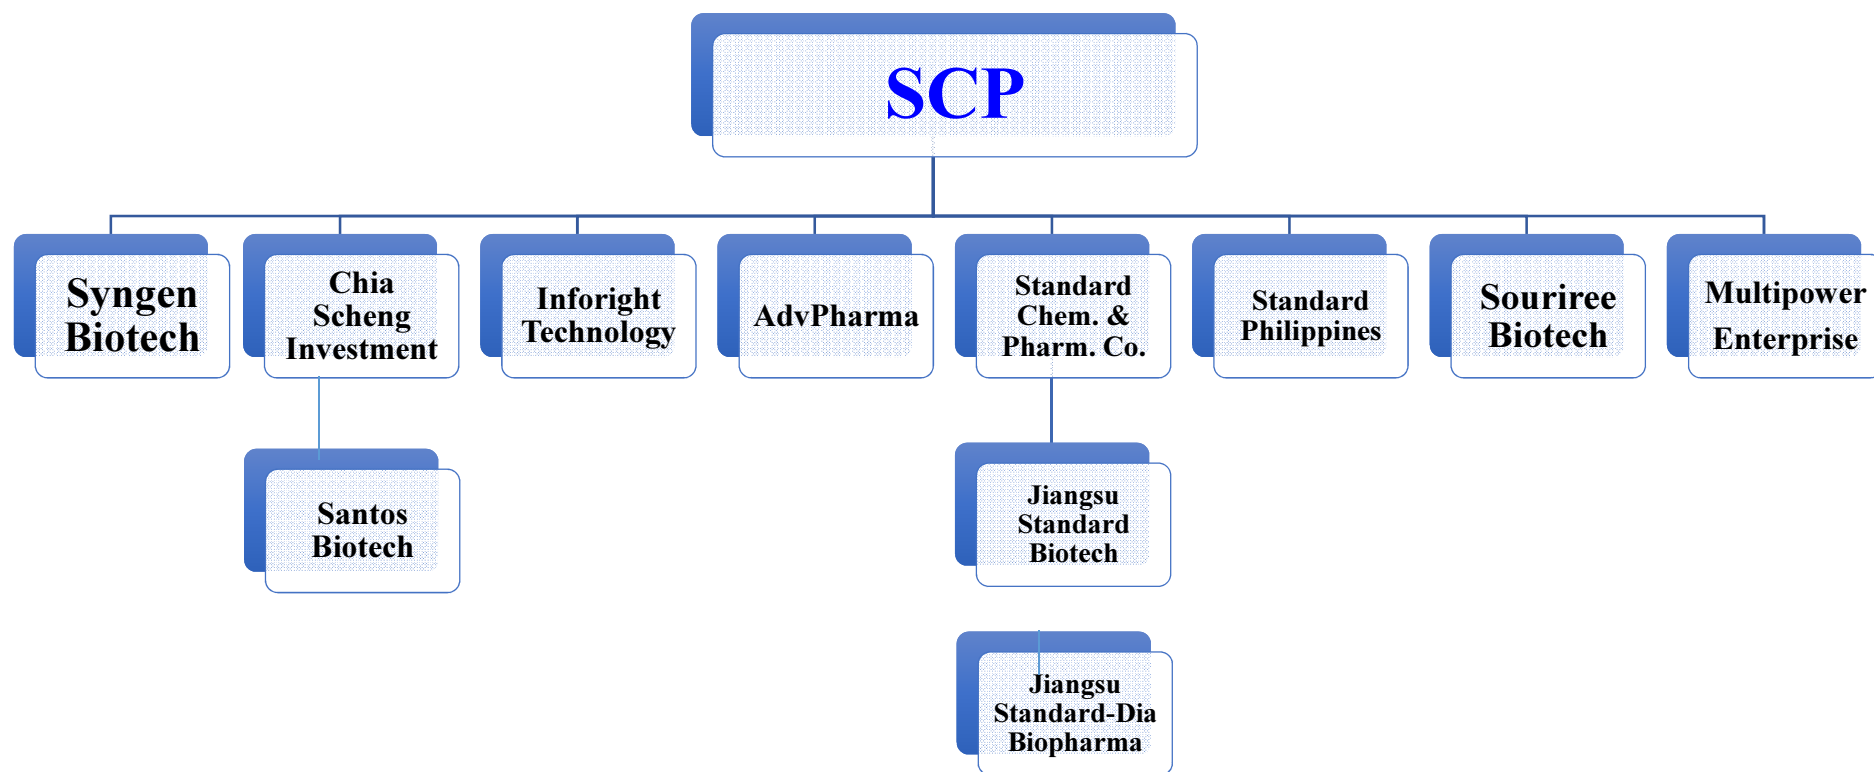 SCP
Syngen
Biotech
Chia
Scheng
Investment
Inforight
Technology
AdvPharma
Standard
Chem. &
Pharm. Co.
Standard
Philippines
Souriree
Biotech
Multipower
Enterprise
Santos
Biotech
Jiangsu
Standard
Biotech
Jiangsu
Standard-Dia
Biopharma